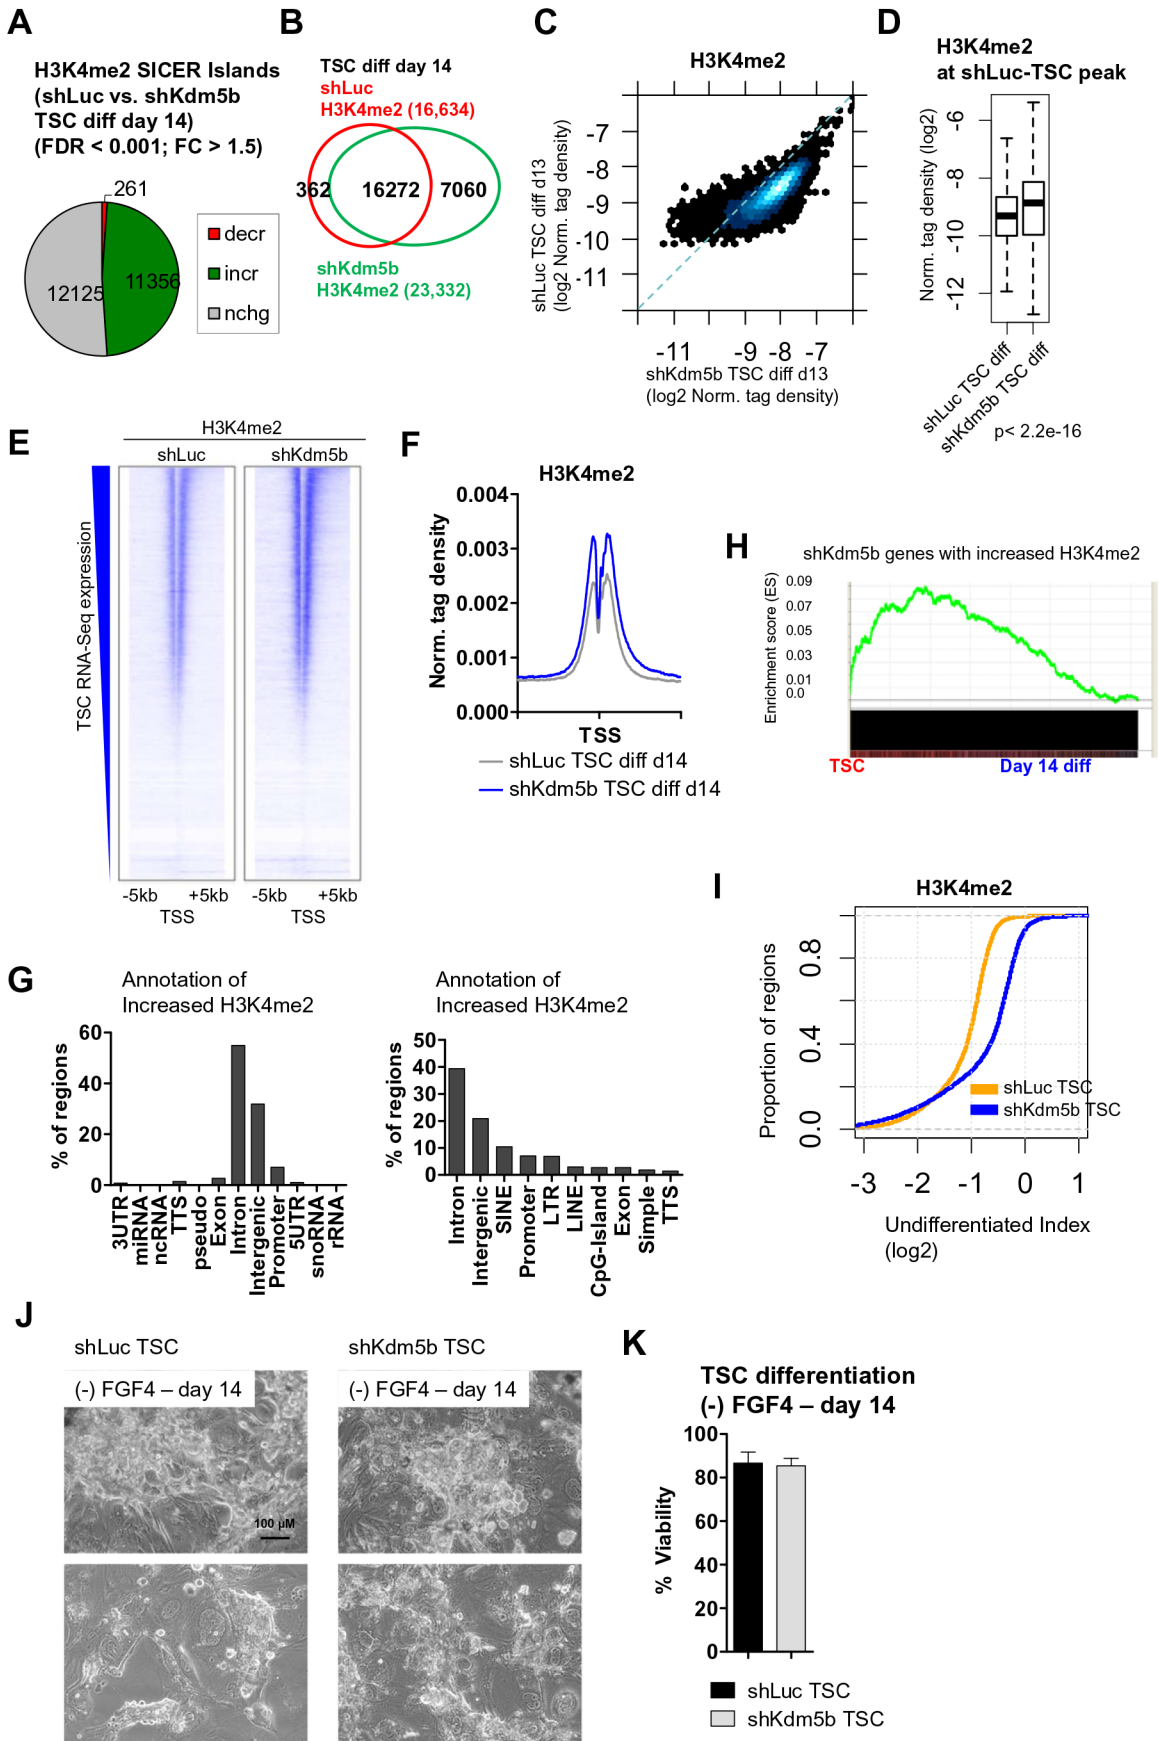 A
H3K4me2 SICER Islands
(shLuc vs. shKdm5b
TSC diff day 14)
(FDR < 0.001; FC > 1.5)
261
12125
11356
decr
incr
nchg
B
TSC diff day 14
shLuc
H3K4me2 (16,634)
362
16272
7060
shKdm5b
H3K4me2 (23,332)
C
H3K4me2
shLuc TSC diff d13
(log2 Norm. tag density)
-7
-8
-9
-10
-11
-11
-9
-8
-7
shKdm5b TSC diff d13
(log2 Norm. tag density)
D
H3K4me2
at shLuc-TSC peak
Norm. tag density (log2)
-6
-8
-10
-12
shLuc TSC diff
shKdm5b TSC diff
p< 2.2e-16
E
H3K4me2
shLuc
shKdm5b
TSC RNA-Seq expression
-5kb
+5kb
TSS
-5kb
+5kb
TSS
F
H3K4me2
Norm. tag density
0.004
0.003
0.002
0.001
0.000
TSS
shLuc TSC diff d14
shKdm5b TSC diff d14
H
shKdm5b genes with increased H3K4me2
Enrichment score (ES)
0.09
0.07
0.05
0.03
0.01
0.0
TSC
Day 14 diff
I
H3K4me2
Proportion of regions
0.8
0.4
0.0
shLuc TSC
shKdm5b TSC
-3
-2
-1
0
1
Undifferentiated Index
(log2)
G
Annotation of
Increased H3K4me2
% of regions
60
40
20
0
3UTR
miRNA
ncRNA
TTS
pseudo
Exon
Intron
Intergenic
Promoter
5UTR
snoRNA
rRNA
Annotation of
Increased H3K4me2
% of regions
50
40
30
20
10
0
Intron
Intergenic
SINE
Promoter
LTR
LINE
CpG-Island
Exon
Simple
TTS
J
shLuc TSC
(-) FGF4 – day 14
100 µM
shKdm5b TSC
(-) FGF4 – day 14
K
TSC differentiation
(-) FGF4 – day 14
% Viability
100
80
60
40
20
0
shLuc TSC
shKdm5b TSC